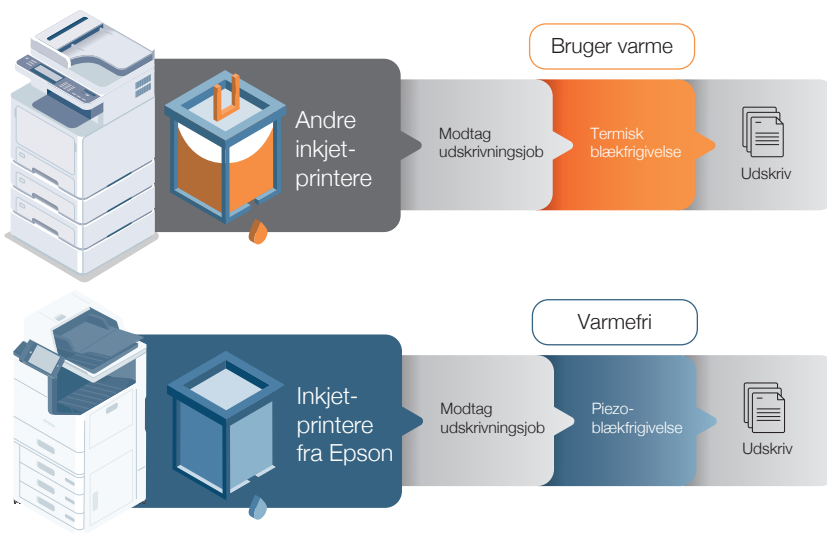 Bruger varme
Andre
inkjet-
printere
Modtag
udskrivningsjob
Termisk
blækfrigivelse
Udskriv
Varmefri
Inkjet-
printere
fra Epson
Modtag
udskrivningsjob
Piezo-
blækfrigivelse
Udskriv